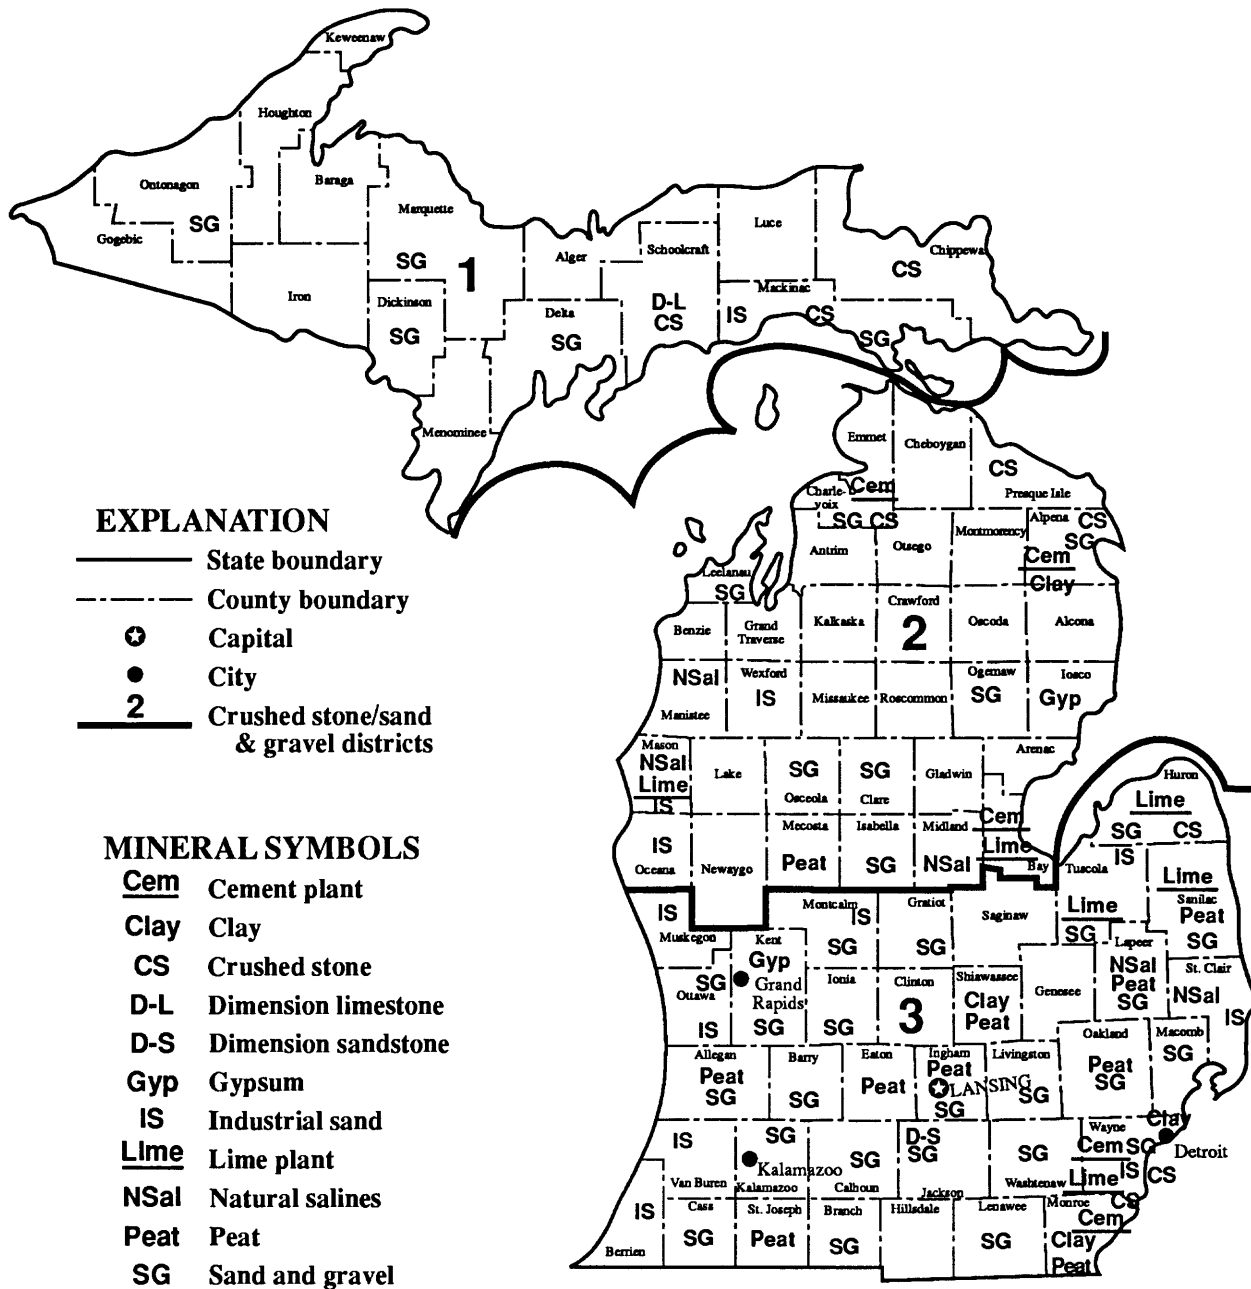 Keweenaw
Houghton
Ontonagon
SG
Gogebic
Baraga
Marquette
SG
1
Iron
Dickinson
SG
Menominee
Alger
Delta
SG
Schoolcraft
D-L
CS
Luce
Mackinac
IS
CS
SG
Chippewa
CS
Emmet
Cheboygan
CS
Presque Isle
Charle-
voix
Cem
SG CS
Antrim
Otsego
Montmorency
Alpena
CS
SG
Cem
Clay
Leelanau
SG
Benzie
Grand
Traverse
Kalkaska
Crawford
2
Oscoda
Alcona
NSal
Manistee
Wexford
IS
Missaukee
Roscommon
Ogemaw
SG
Iosco
Gyp
Mason
NSal
Lime
IS
Lake
SG
Osceola
SG
Clare
Gladwin
Arenac
IS
Oceana
Newaygo
Mecosta
Peat
Isabella
SG
Midland
NSal
Cem
Lime
Bay
Huron
Lime
SG
CS
IS
Tuscola
Lime
SG
Lime
Sanilac
Peat
SG
IS
Muskegon
Montcalm
IS
SG
Gratiot
SG
Saginaw
Kent
Gyp
Grand
Rapids
SG
SG
Ottawa
IS
Ionia
SG
Clinton
3
Shiawassee
Clay
Peat
Genesee
Lapeer
NSal
Peat
SG
St. Clair
NSal
IS
Allegan
Peat
SG
Barry
SG
Eaton
Peat
Ingham
Peat
LANSING
SG
Livingston
SG
Oakland
Peat
SG
Macomb
SG
IS
Van Buren
SG
Kalamazoo
Kalamazoo
SG
Calhoun
D-S
SG
Jackson
SG
Washtenaw
Wayne
Clay
Cem SG
Detroit
Lime IS
CS
IS
Berrien
Cass
SG
St. Joseph
Peat
Branch
SG
Hillsdale
Lenawee
SG
Monroe
CS
Cem
Clay
Peat
EXPLANATION
State boundary
County boundary
Capital
City
2
Crushed stone/sand
& gravel districts
MINERAL SYMBOLS
Cem Cement plant
Clay Clay
CS Crushed stone
D-L Dimension limestone
D-S Dimension sandstone
Gyp Gypsum
IS Industrial sand
Lime Lime plant
NSal Natural salines
Peat Peat
SG Sand and gravel